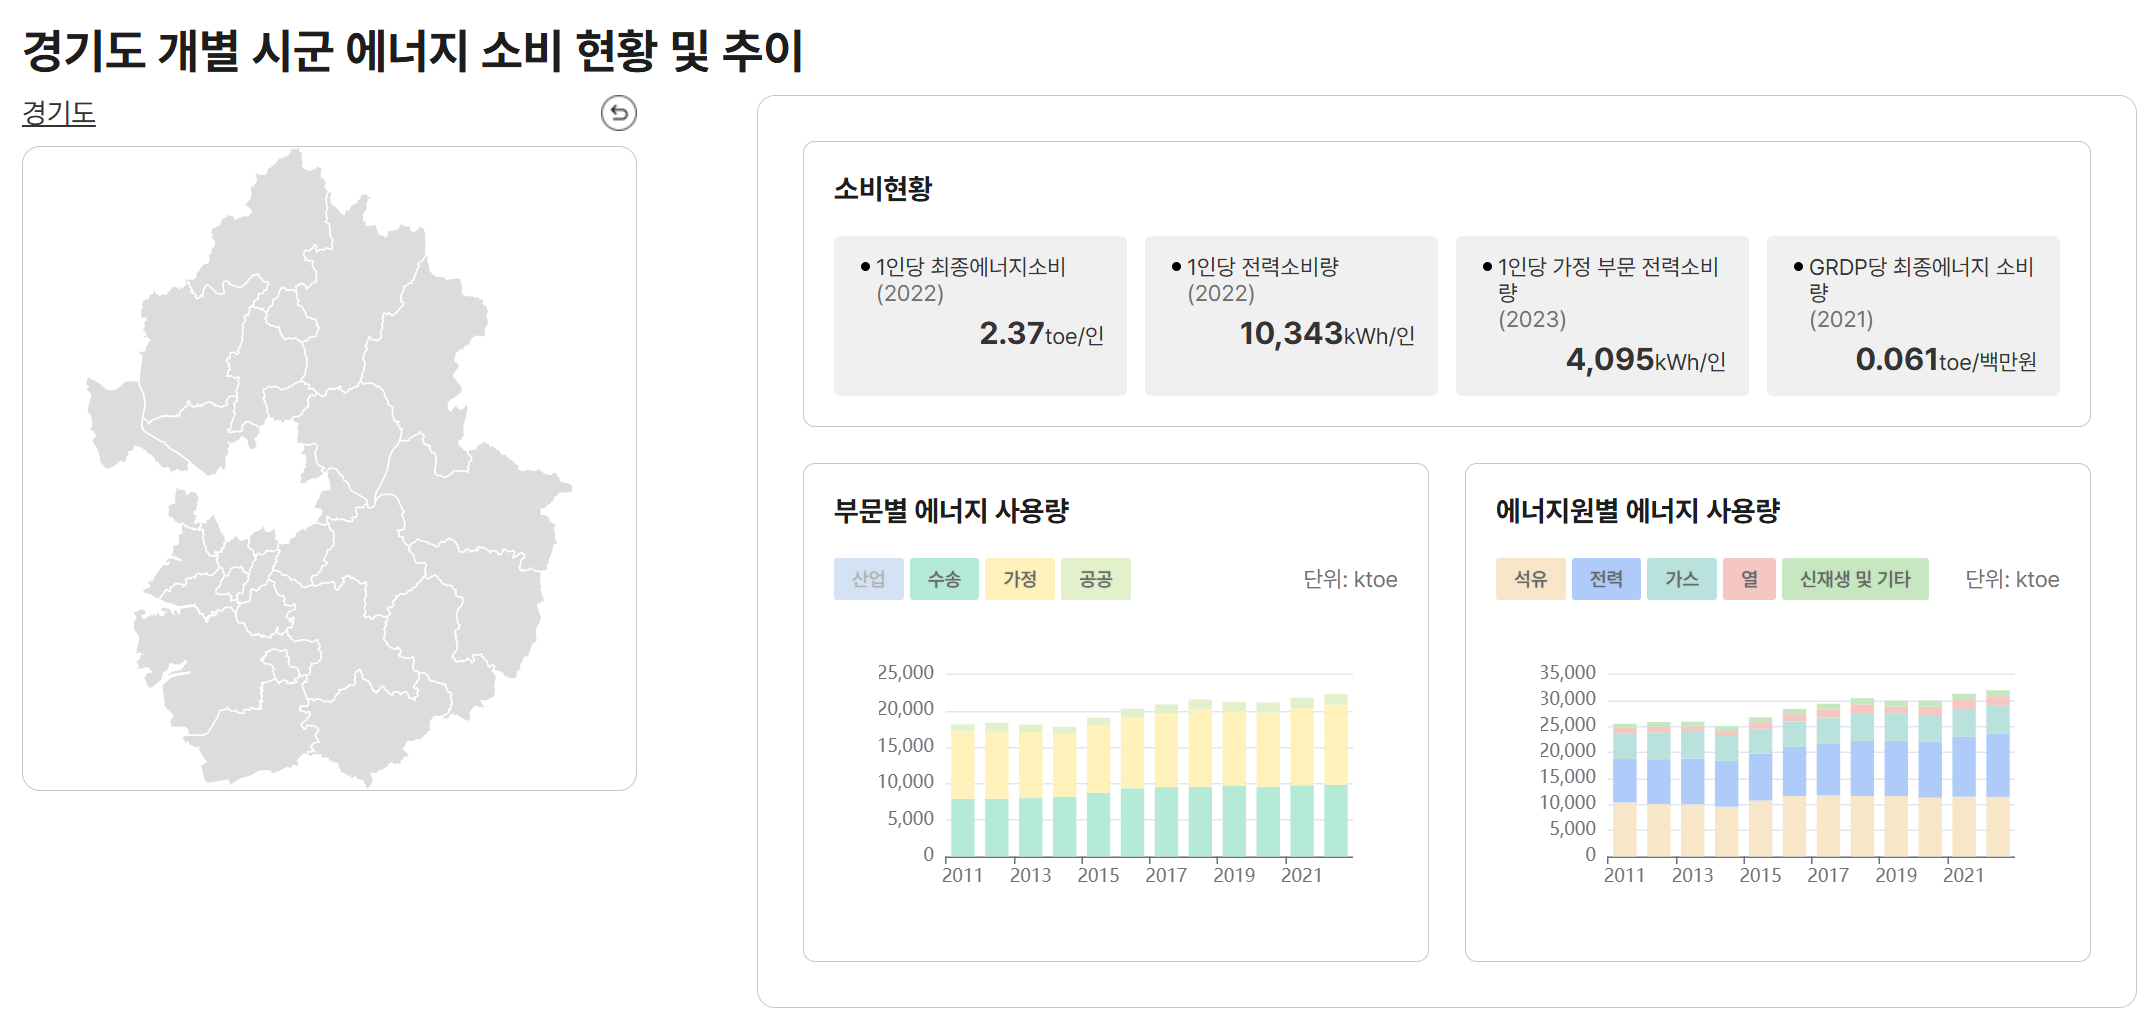 경기도 개별 시군 에너지 소비 현황 및 추이
경기도
소비현황
1인당 최종에너지소비
(2022)
2.37toe/인
1인당 전력소비량
(2022)
10,343kWh/인
1인당 가정 부문 전력소비
량
(2023)
4,095kWh/인
GRDP당 최종에너지 소비
량
(2021)
0.061toe/백만원
부문별 에너지 사용량
산업 수송 가정 공공 단위: ktoe
25,000
20,000
15,000
10,000
5,000
0
2011 2013 2015 2017 2019 2021
에너지원별 에너지 사용량
석유 전력 가스 열 신재생 및 기타 단위: ktoe
35,000
30,000
25,000
20,000
15,000
10,000
5,000
0
2011 2013 2015 2017 2019 2021